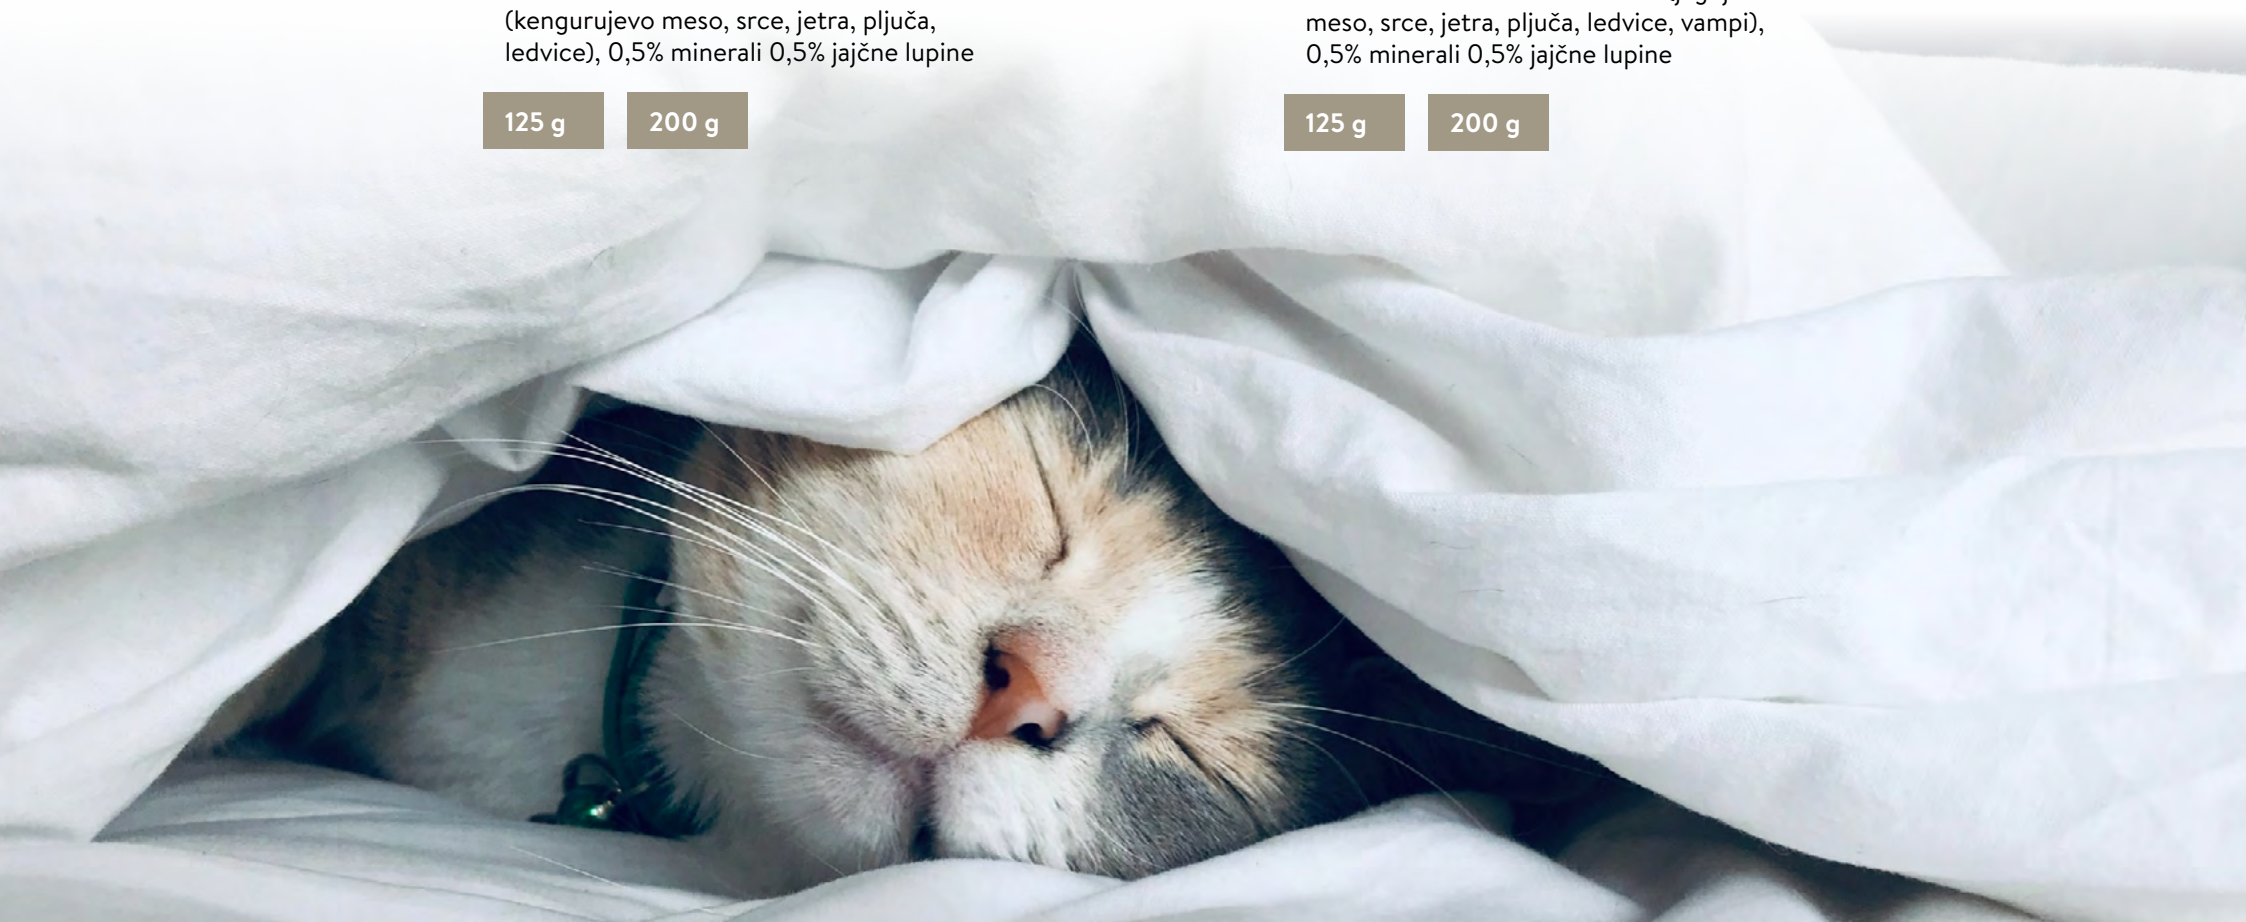 (kengurujevo meso, srce, jetra, pljuča,
ledvice), 0,5% minerali 0,5% jajčne lupine
125 g
200 g
meso, srce, jetra, pljuča, ledvice, vampi),
0,5% minerali 0,5% jajčne lupine
125 g
200 g